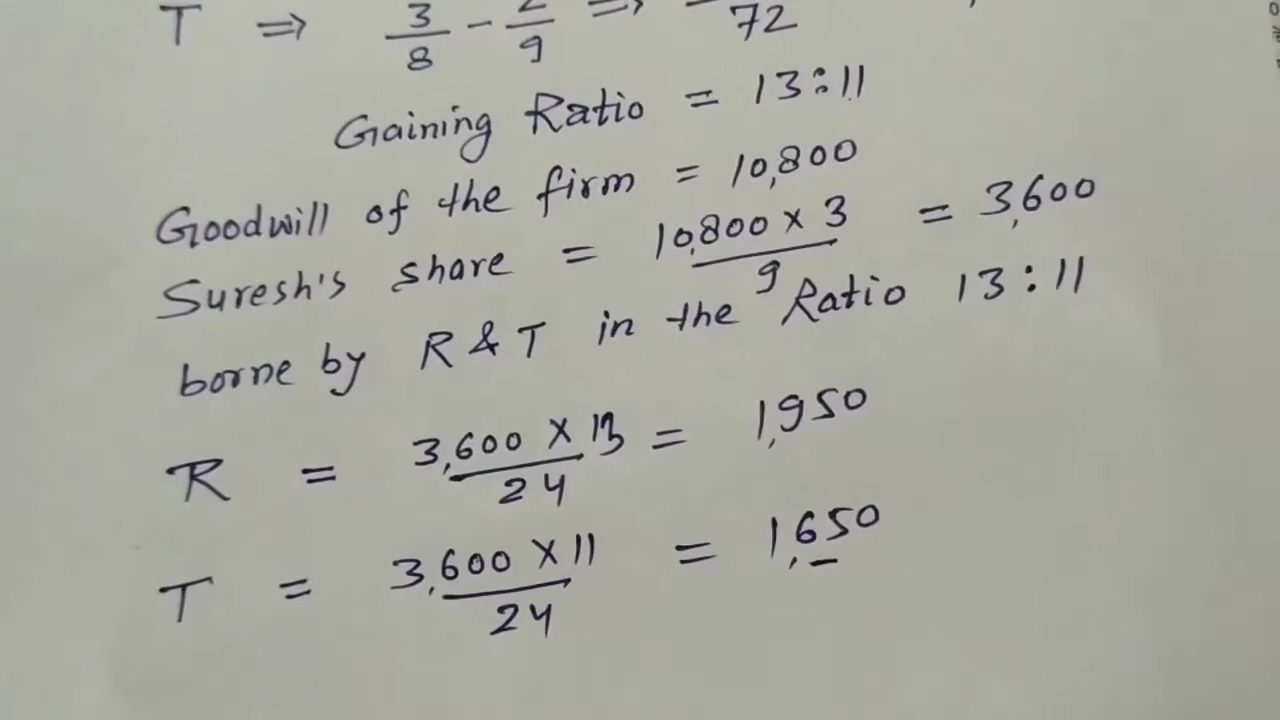 T ⇒ 3/8 - 2/9 ⇒ /72
Gaining Ratio = 13:11
Goodwill of the firm = 10,800
Suresh's share = 10,800 x 3 / 9 = 3,600
borne by R & T in the Ratio 13:11
R = 3,600 x 13 / 24 = 1,950
T = 3,600 x 11 / 24 = 1,650